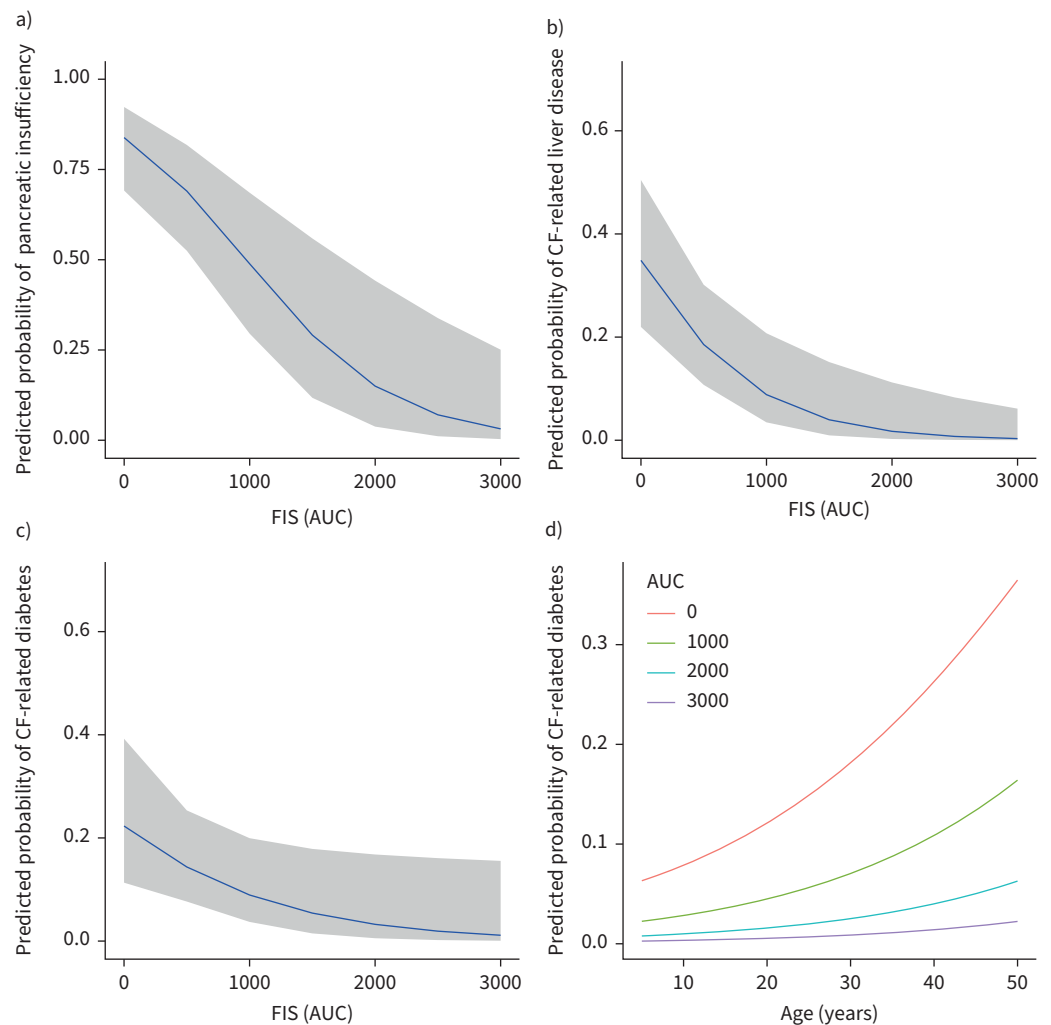 a)
Predicted probability of pancreatic insufficiency
1.00
0.75
0.50
0.25
0.00
0 1000 2000 3000
FIS (AUC)
b)
Predicted probability of CF-related liver disease
0.6
0.4
0.2
0.0
0 1000 2000 3000
FIS (AUC)
c)
Predicted probability of CF-related diabetes
0.6
0.4
0.2
0.0
0 1000 2000 3000
FIS (AUC)
d)
Predicted probability of CF-related diabetes
0.3
0.2
0.1
0.0
AUC
0
1000
2000
3000
10 20 30 40 50
Age (years)